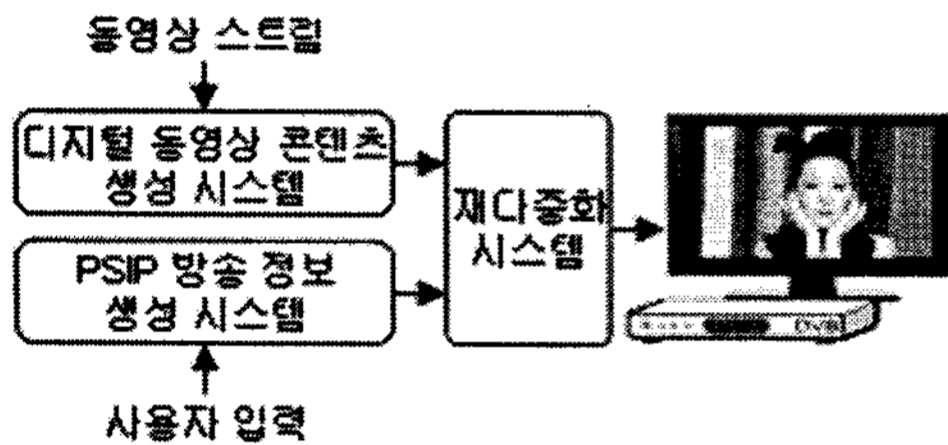 동영상 스트림
디지털 동영상 콘텐츠
생성 시스템
재다중화
시스템
PSIP 방송 정보
생성 시스템
사용자 입력